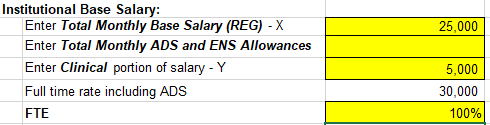 Institutional Base Salary:
Enter Total Monthly Base Salary (REG) - X 25,000
Enter Total Monthly ADS and ENS Allowances
Enter Clinical portion of salary - Y 5,000
Full time rate including ADS 30,000
FTE 100%